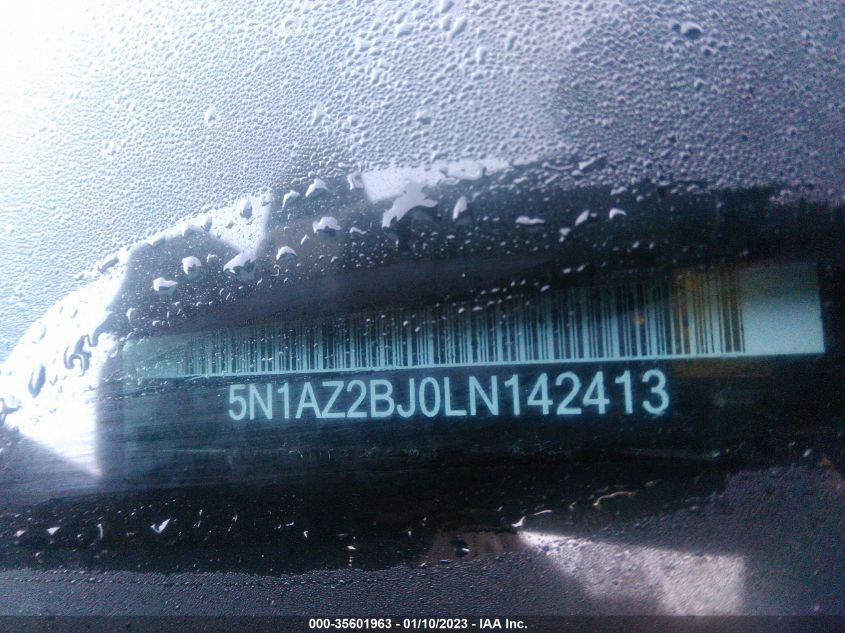 5N1AZ2BJ0LN142413
000-35601963 - 01/10/2023 - IAA Inc.